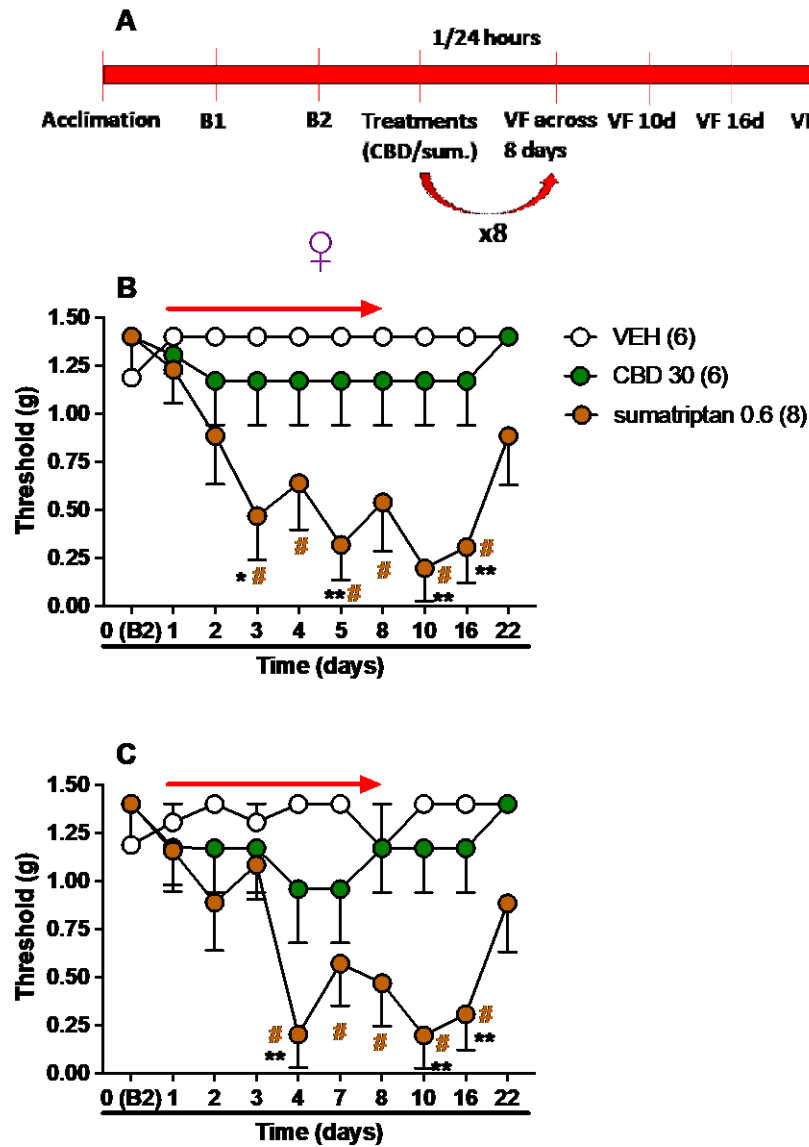 A
1/24 hours
Acclimation B1 B2 Treatments VF across VF 10d VF 16d VF
(CBD/sum.) 8 days
x8
B
1.50
1.25
1.00
0.75
0.50
0.25
0.00
Threshold (g)
VEH (6)
CBD 30 (6)
sumatriptan 0.6 (8)
* #
#
** #
#
#
**
#
**
0 (B2) 1 2 3 4 5 8 10 16 22
Time (days)
C
1.50
1.25
1.00
0.75
0.50
0.25
0.00
Threshold (g)
#
**
#
#
#
**
#
**
0 (B2) 1 2 3 4 7 8 10 16 22
Time (days)